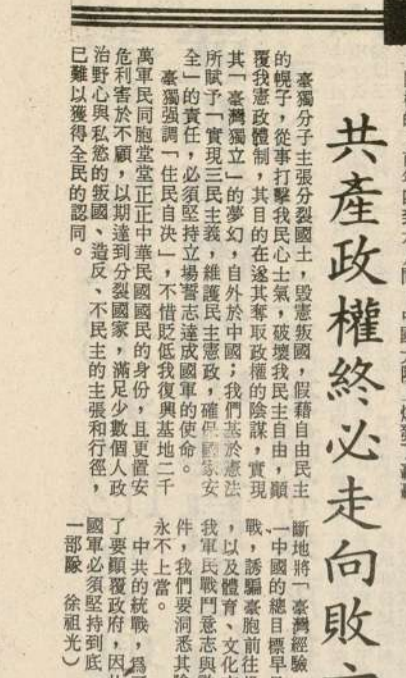 共產政權終必走向敗
臺獨分子主張分裂國土，毀憲叛國，假藉自由民主
的幌子，從事打擊我民心士氣，破壞我民主自由，顛
覆我憲政體制，其目的在遂其奪取政權的陰謀，實現
其「臺灣獨立」的夢幻，自外於中國；我們基於憲法
所賦予「實現三民主義，維護民主憲政，確保國家安
全」的責任，必須堅持立場誓志達成國軍的使命。
臺獨強調「住民自決」，不惜貶低我復興基地二千
萬軍民同胞堂堂正正中華民國國民的身份，且更置安
危利害於不顧，以期達到分裂國家，滿足少數個人政
治野心與私慾的叛國、造反、不民主的主張和行徑，
已難以獲得全民的認同。
斷地將「臺灣經驗
一中國的總目標早
戰，誘騙臺胞前往
，以及體育、文化
我軍民戰鬥意志與
件，我們要洞悉其
永不上當。
中共的統戰，爲
了要顛覆政府，因
國軍必須堅持到底
一部隊　徐祖光）